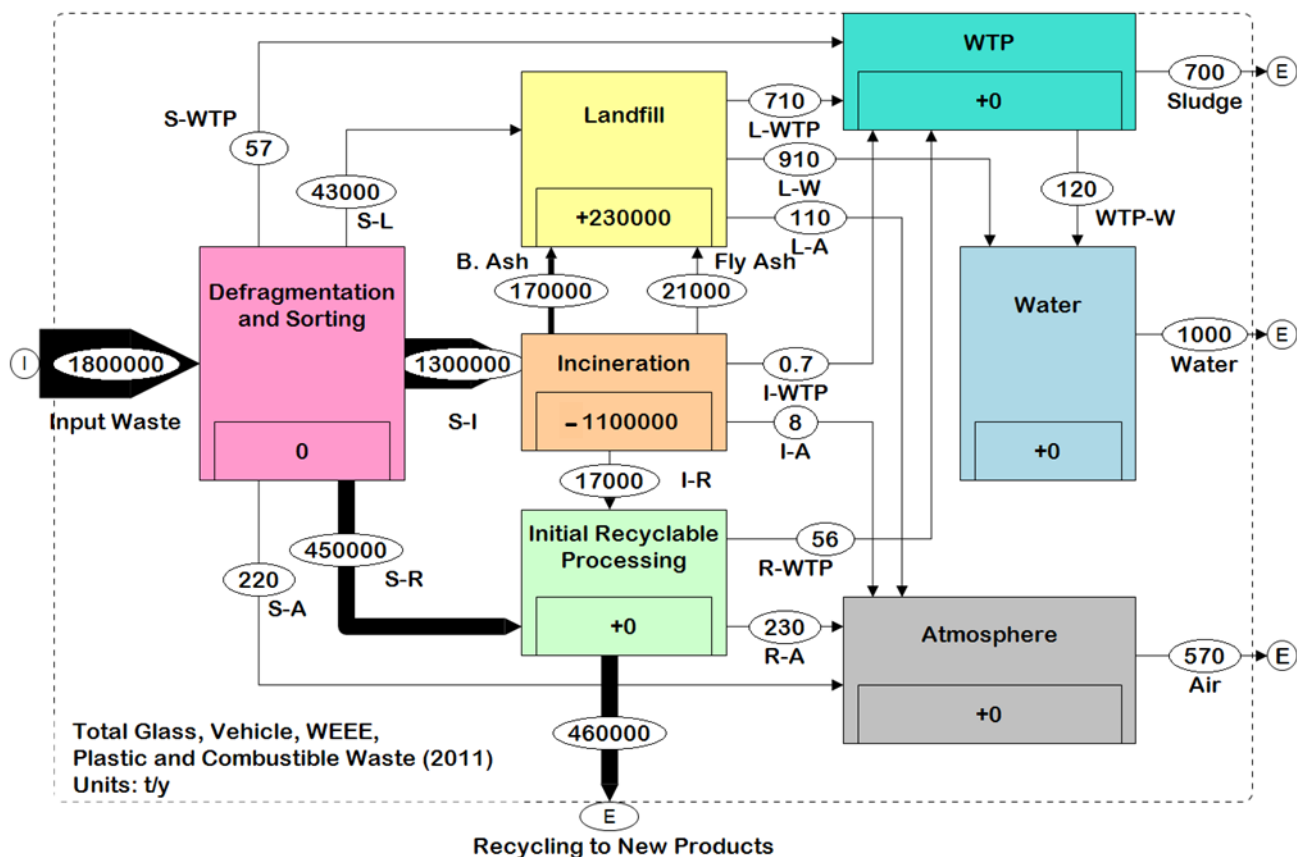 WTP
+0
700
Sludge
E
Landfill
+230000
710
L-WTP
910
L-W
110
L-A
120
WTP-W
S-WTP
57
43000
S-L
B. Ash
170000
Fly Ash
21000
Defragmentation
and Sorting
0
I
1800000
Input Waste
1300000
S-I
Incineration
-1100000
0.7
I-WTP
8
I-A
Water
+0
1000
Water
E
17000
I-R
450000
S-R
220
S-A
Initial Recyclable
Processing
+0
56
R-WTP
230
R-A
Atmosphere
+0
570
Air
E
460000
E
Recycling to New Products
Total Glass, Vehicle, WEEE,
Plastic and Combustible Waste (2011)
Units: t/y